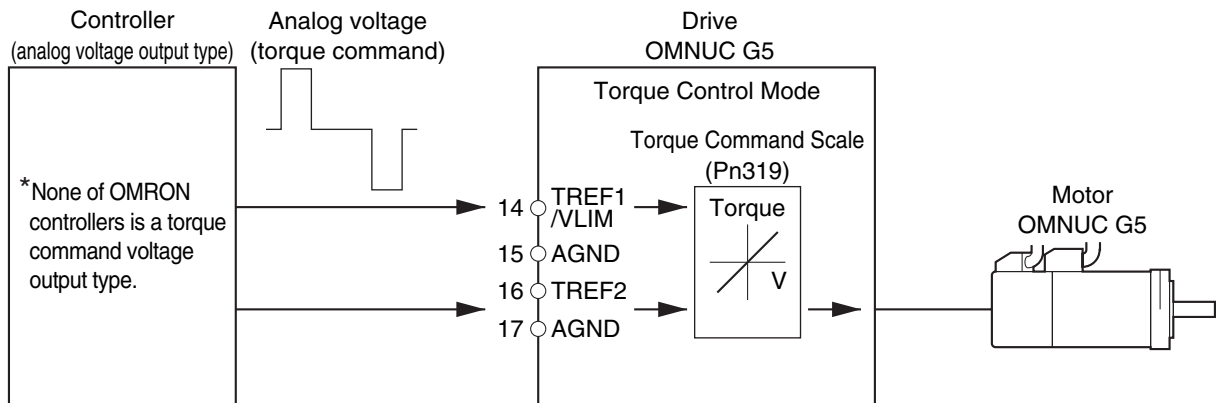 Controller
(analog voltage output type)
Analog voltage
(torque command)
Drive
OMNUC G5
Torque Control Mode
Torque Command Scale
(Pn319)
*None of OMRON
controllers is a torque
command voltage
output type.
14 TREF1
/VLIM
15 AGND
16 TREF2
17 AGND
Torque
V
Motor
OMNUC G5